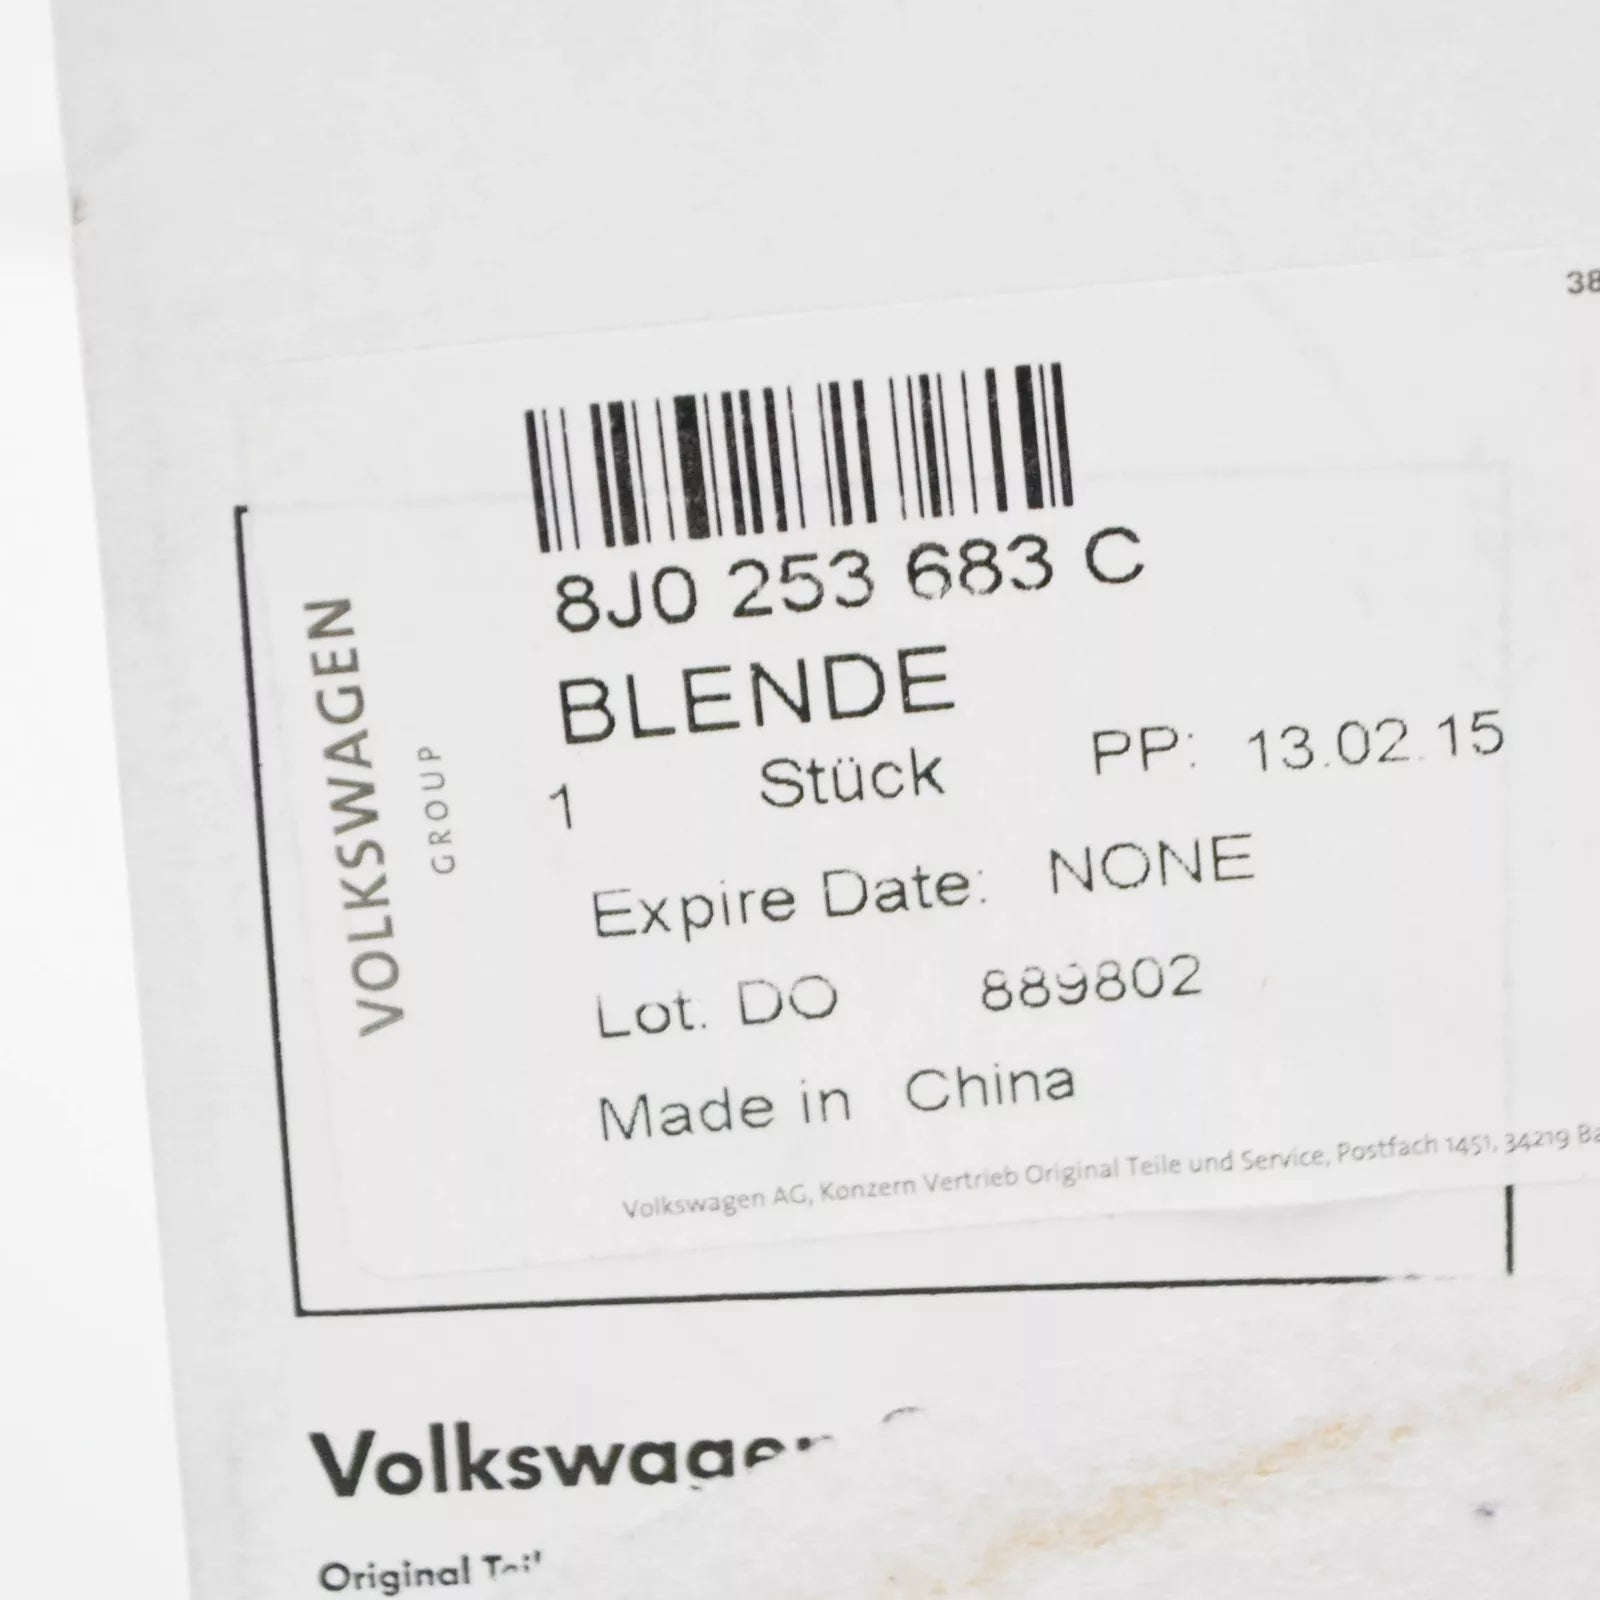 38
8J0 253 683 C
BLENDE
1 Stück PP: 13.02.15
Expire Date: NONE
Lot. DO 889802
Made in China
Volkswagen AG, Konzern Vertrieb Original Teile und Service, Postfach 1451, 34219 Ba
VOLKSWAGEN
GROUP
Volkswagen
Original